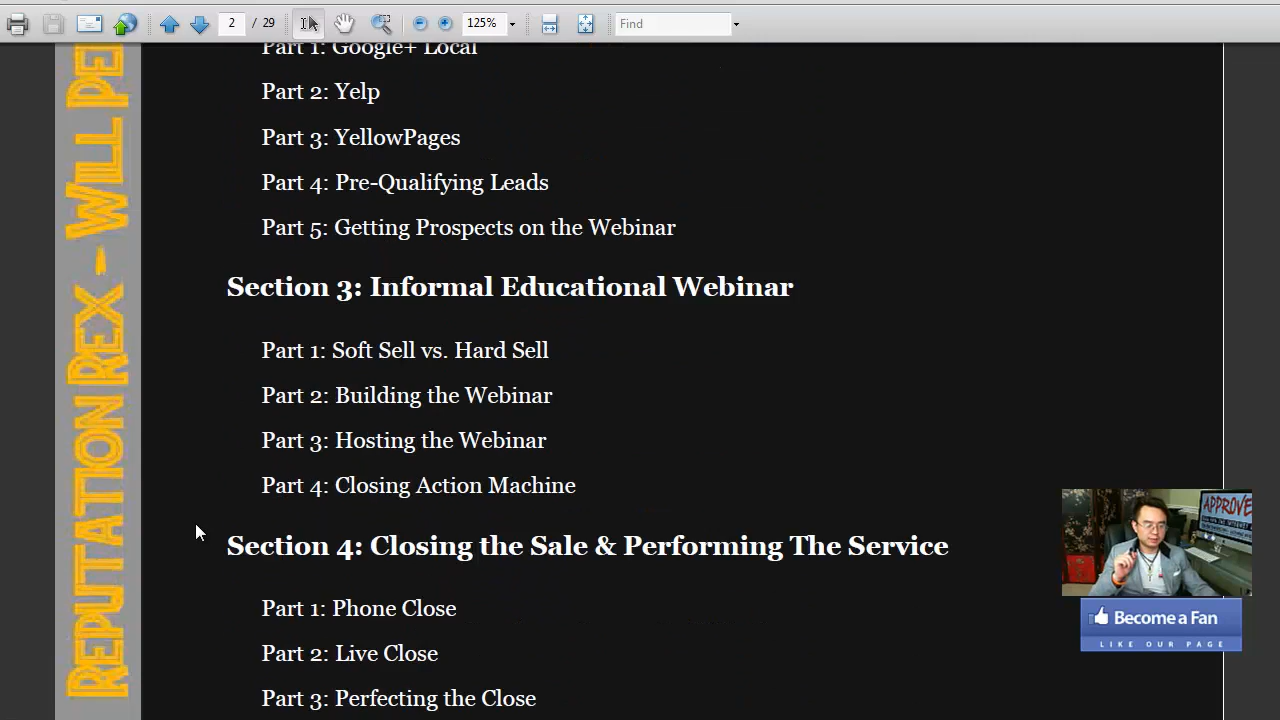 2 / 29
125%
Find
Part 1: Google+ Local
Part 2: Yelp
Part 3: YellowPages
Part 4: Pre-Qualifying Leads
Part 5: Getting Prospects on the Webinar
Section 3: Informal Educational Webinar
Part 1: Soft Sell vs. Hard Sell
Part 2: Building the Webinar
Part 3: Hosting the Webinar
Part 4: Closing Action Machine
Section 4: Closing the Sale & Performing The Service
Part 1: Phone Close
Part 2: Live Close
Part 3: Perfecting the Close
REPUTATION REX – WILL PE
APPROVE
Become a Fan
LIKE OUR PAGE